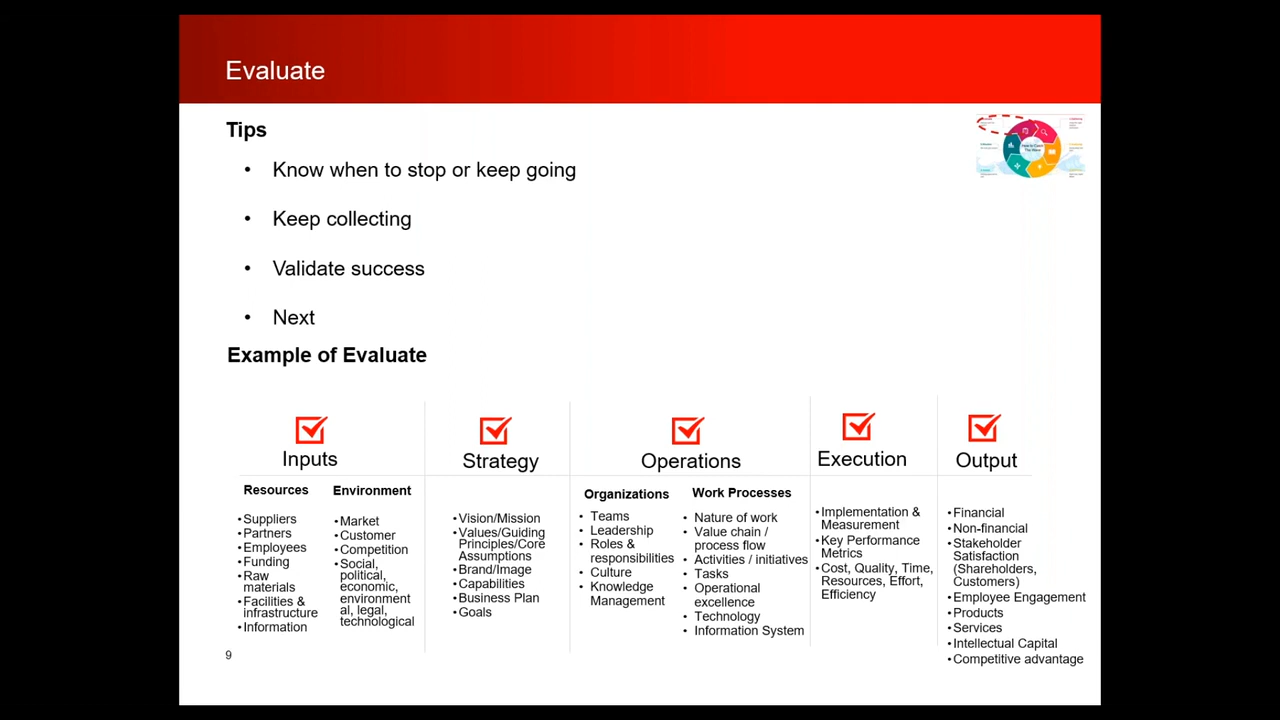 Evaluate
Tips
• Know when to stop or keep going
• Keep collecting
• Validate success
• Next
Example of Evaluate
Inputs
Resources
•Suppliers
•Partners
•Employees
•Funding
•Raw
materials
•Facilities &
infrastructure
•Information
Environment
•Market
•Customer
•Competition
•Social,
political,
economic,
environment
al, legal,
technological
Strategy
•Vision/Mission
•Values/Guiding
Principles/Core
Assumptions
•Brand/Image
•Capabilities
•Business Plan
•Goals
Operations
Organizations
• Teams
• Leadership
• Roles &
responsibilities
• Culture
• Knowledge
Management
Work Processes
• Nature of work
• Value chain /
process flow
• Activities / initiatives
• Tasks
• Operational
excellence
• Technology
• Information System
Execution
•Implementation &
Measurement
•Key Performance
Metrics
•Cost, Quality, Time,
Resources, Effort,
Efficiency
Output
•Financial
•Non-financial
•Stakeholder
Satisfaction
(Shareholders,
Customers)
•Employee Engagement
•Products
•Services
•Intellectual Capital
•Competitive advantage
9